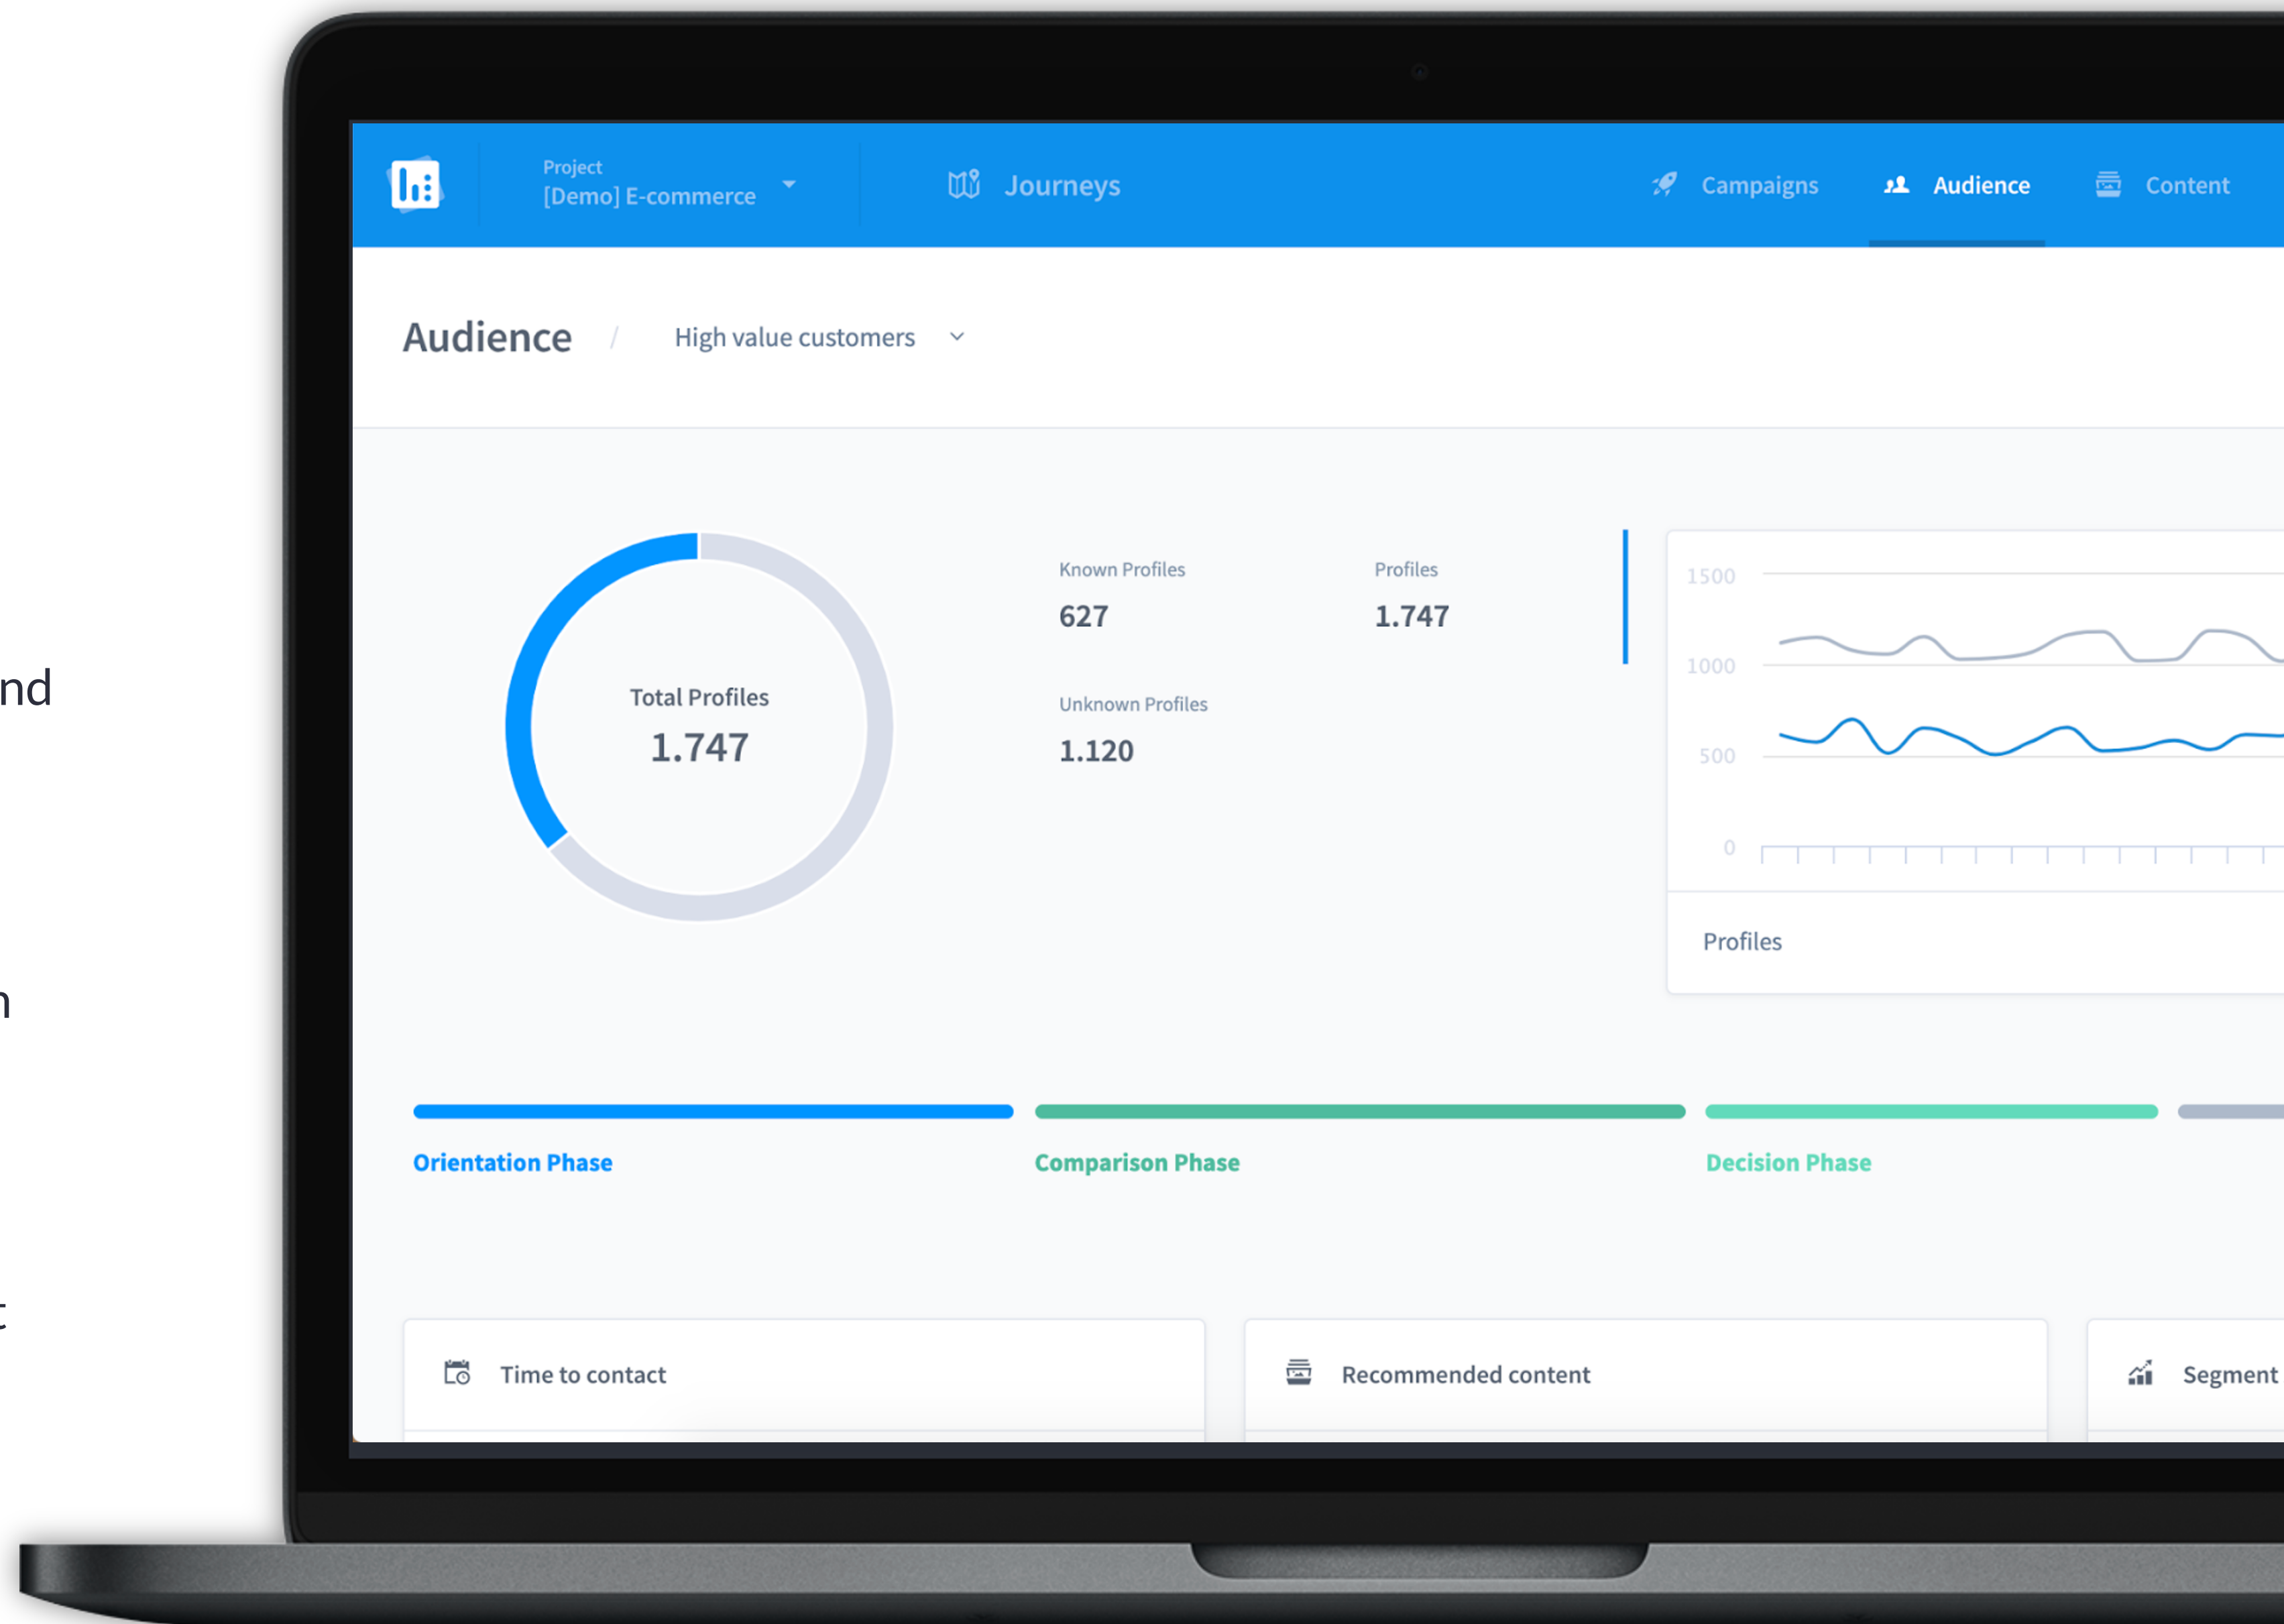 Project
[Demo] E-commerce
Journeys
Campaigns
Audience
Content
Audience / High value customers
Total Profiles
1.747
Known Profiles
627
Profiles
1.747
Unknown Profiles
1.120
1500
1000
500
0
Profiles
Orientation Phase
Comparison Phase
Decision Phase
Time to contact
Recommended content
Segment